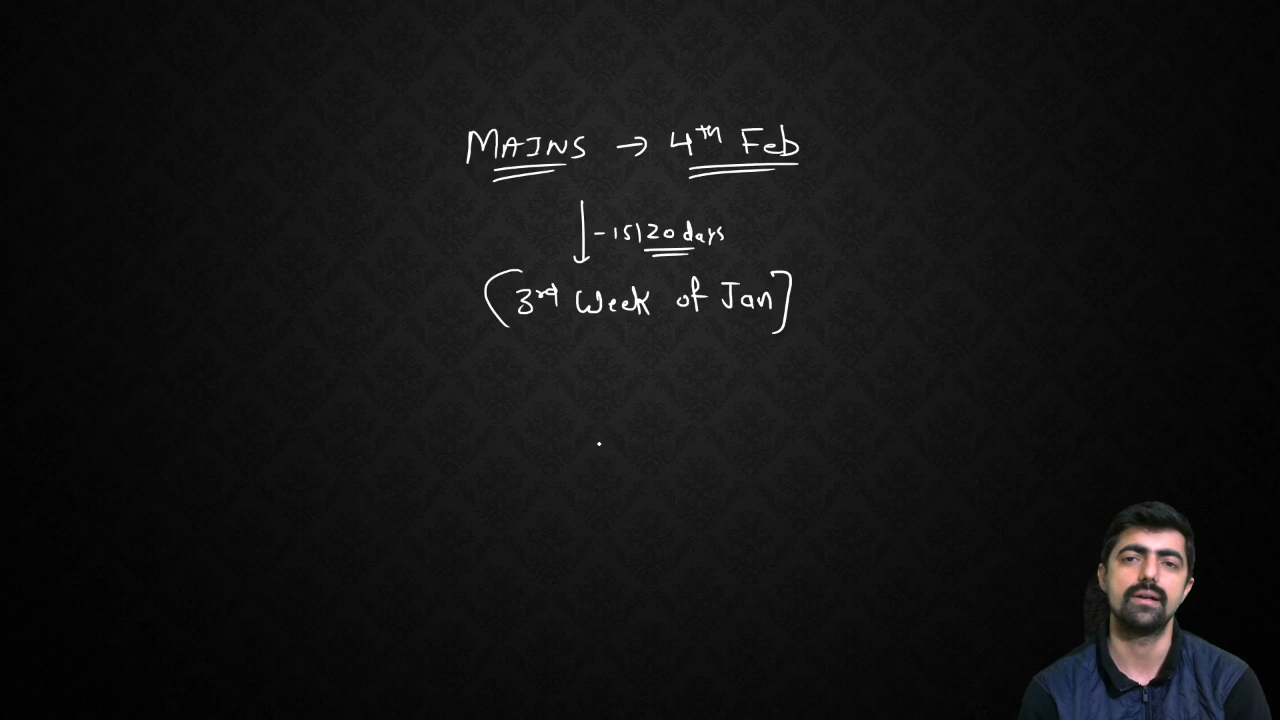 MAINS → 4th Feb
- 15/20 days
(3rd Week of Jan]